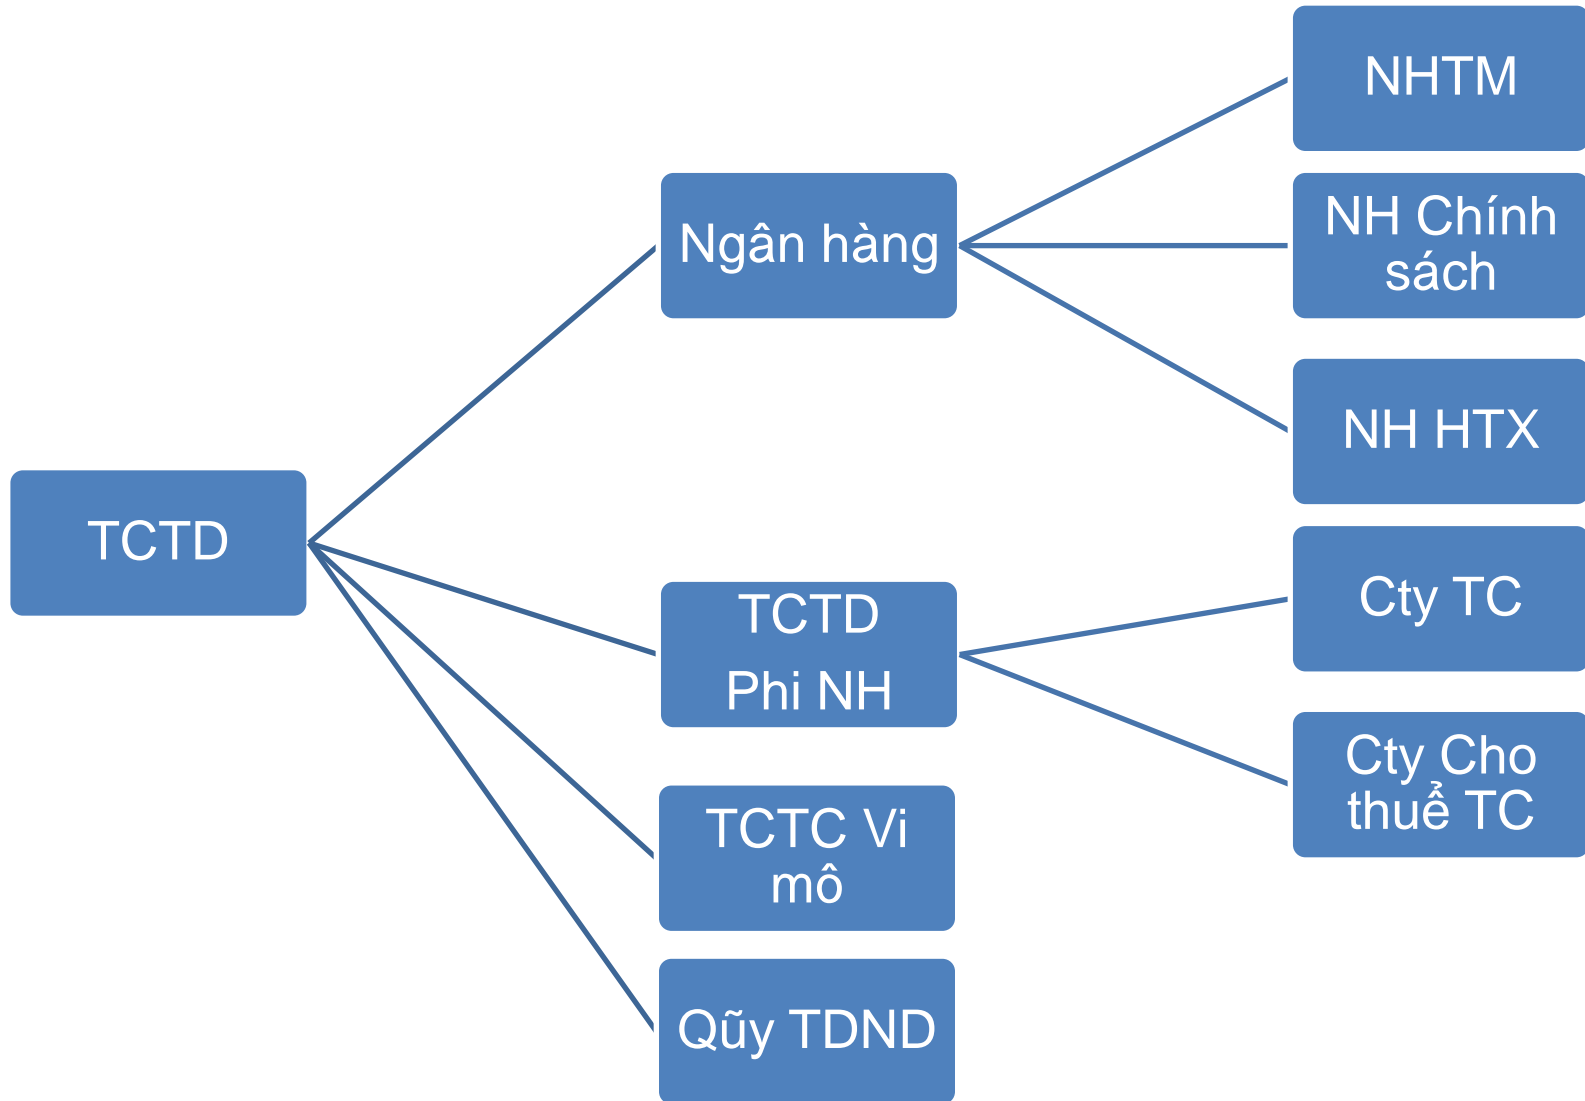 TCTD
Ngân hàng
TCTD
Phi NH
TCTC Vi
mô
Qũy TDND
NHTM
NH Chính
sách
NH HTX
Cty TC
Cty Cho
thuể TC